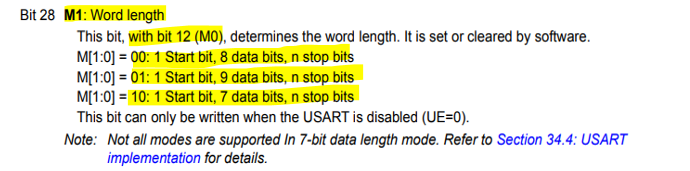 Bit 28 M1: Word length
This bit, with bit 12 (M0), determines the word length. It is set or cleared by software.
M[1:0] = 00: 1 Start bit, 8 data bits, n stop bits
M[1:0] = 01: 1 Start bit, 9 data bits, n stop bits
M[1:0] = 10: 1 Start bit, 7 data bits, n stop bits
This bit can only be written when the USART is disabled (UE=0).
Note: Not all modes are supported In 7-bit data length mode. Refer to Section 34.4: USART
implementation for details.